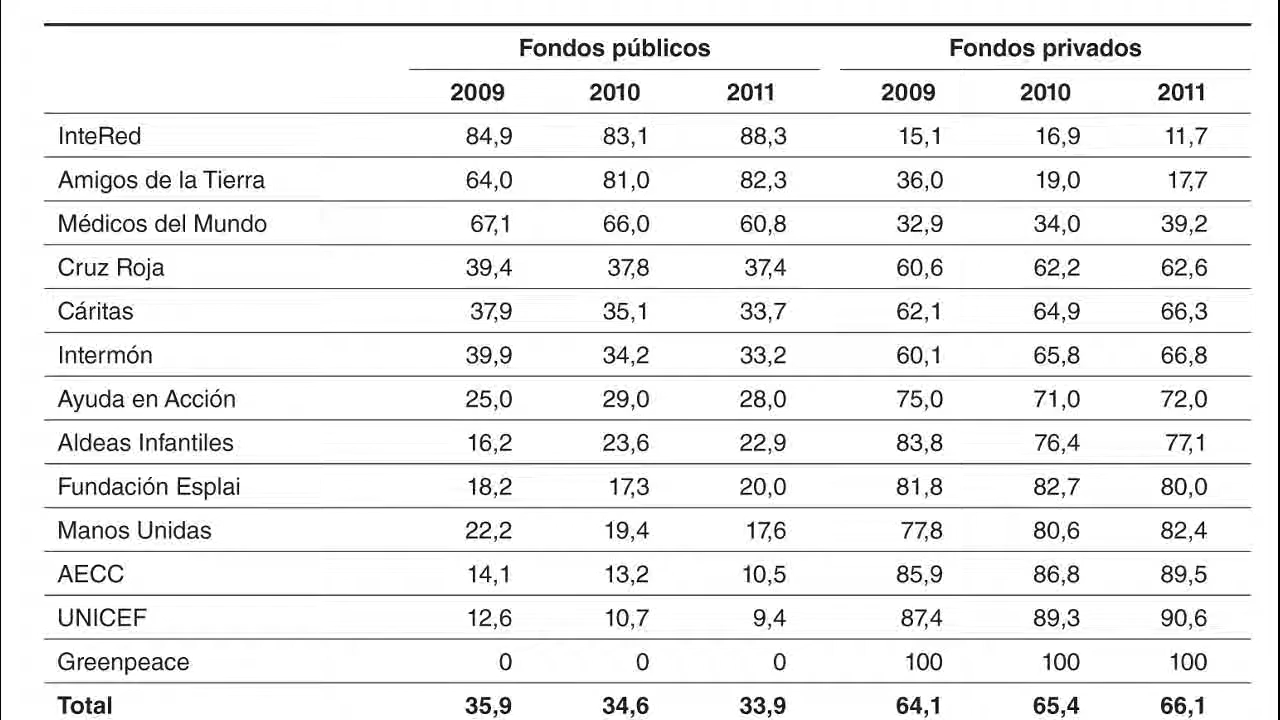 Fondos públicos Fondos privados
2009 2010 2011 2009 2010 2011
InteRed 84,9 83,1 88,3 15,1 16,9 11,7
Amigos de la Tierra 64,0 81,0 82,3 36,0 19,0 17,7
Médicos del Mundo 67,1 66,0 60,8 32,9 34,0 39,2
Cruz Roja 39,4 37,8 37,4 60,6 62,2 62,6
Cáritas 37,9 35,1 33,7 62,1 64,9 66,3
Intermón 39,9 34,2 33,2 60,1 65,8 66,8
Ayuda en Acción 25,0 29,0 28,0 75,0 71,0 72,0
Aldeas Infantiles 16,2 23,6 22,9 83,8 76,4 77,1
Fundación Esplai 18,2 17,3 20,0 81,8 82,7 80,0
Manos Unidas 22,2 19,4 17,6 77,8 80,6 82,4
AECC 14,1 13,2 10,5 85,9 86,8 89,5
UNICEF 12,6 10,7 9,4 87,4 89,3 90,6
Greenpeace 0 0 0 100 100 100
Total 35,9 34,6 33,9 64,1 65,4 66,1